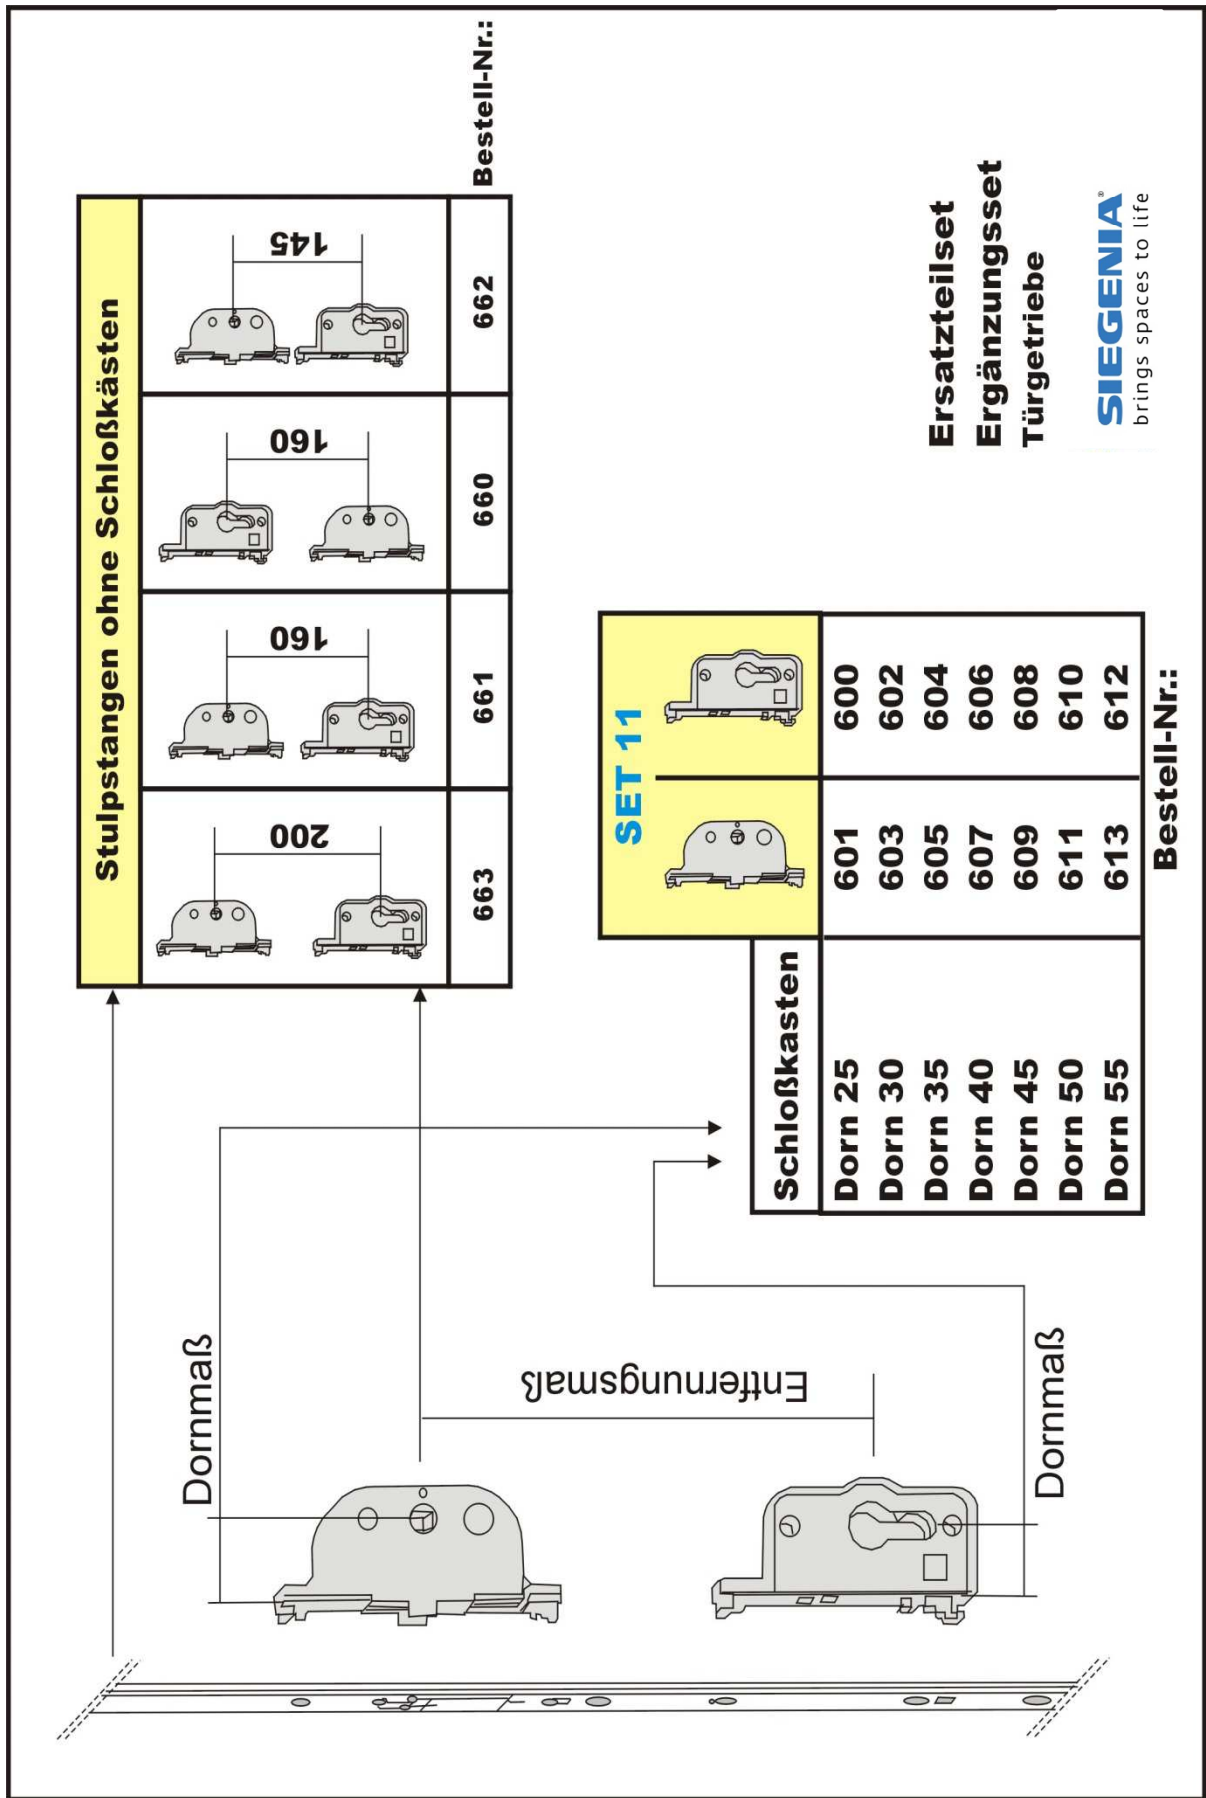 Stulpstangen ohne Schloßkästen
200
160
160
145
663
661
660
662
Bestell-Nr.:
Dornmaß
Entfernungsmaß
Dornmaß
SET 11
Schloßkasten
Dorn 25 601 600
Dorn 30 603 602
Dorn 35 605 604
Dorn 40 607 606
Dorn 45 609 608
Dorn 50 611 610
Dorn 55 613 612
Bestell-Nr.:
Ersatzteilset
Ergänzungsset
Türgetriebe
SIEGENIA®
brings spaces to life